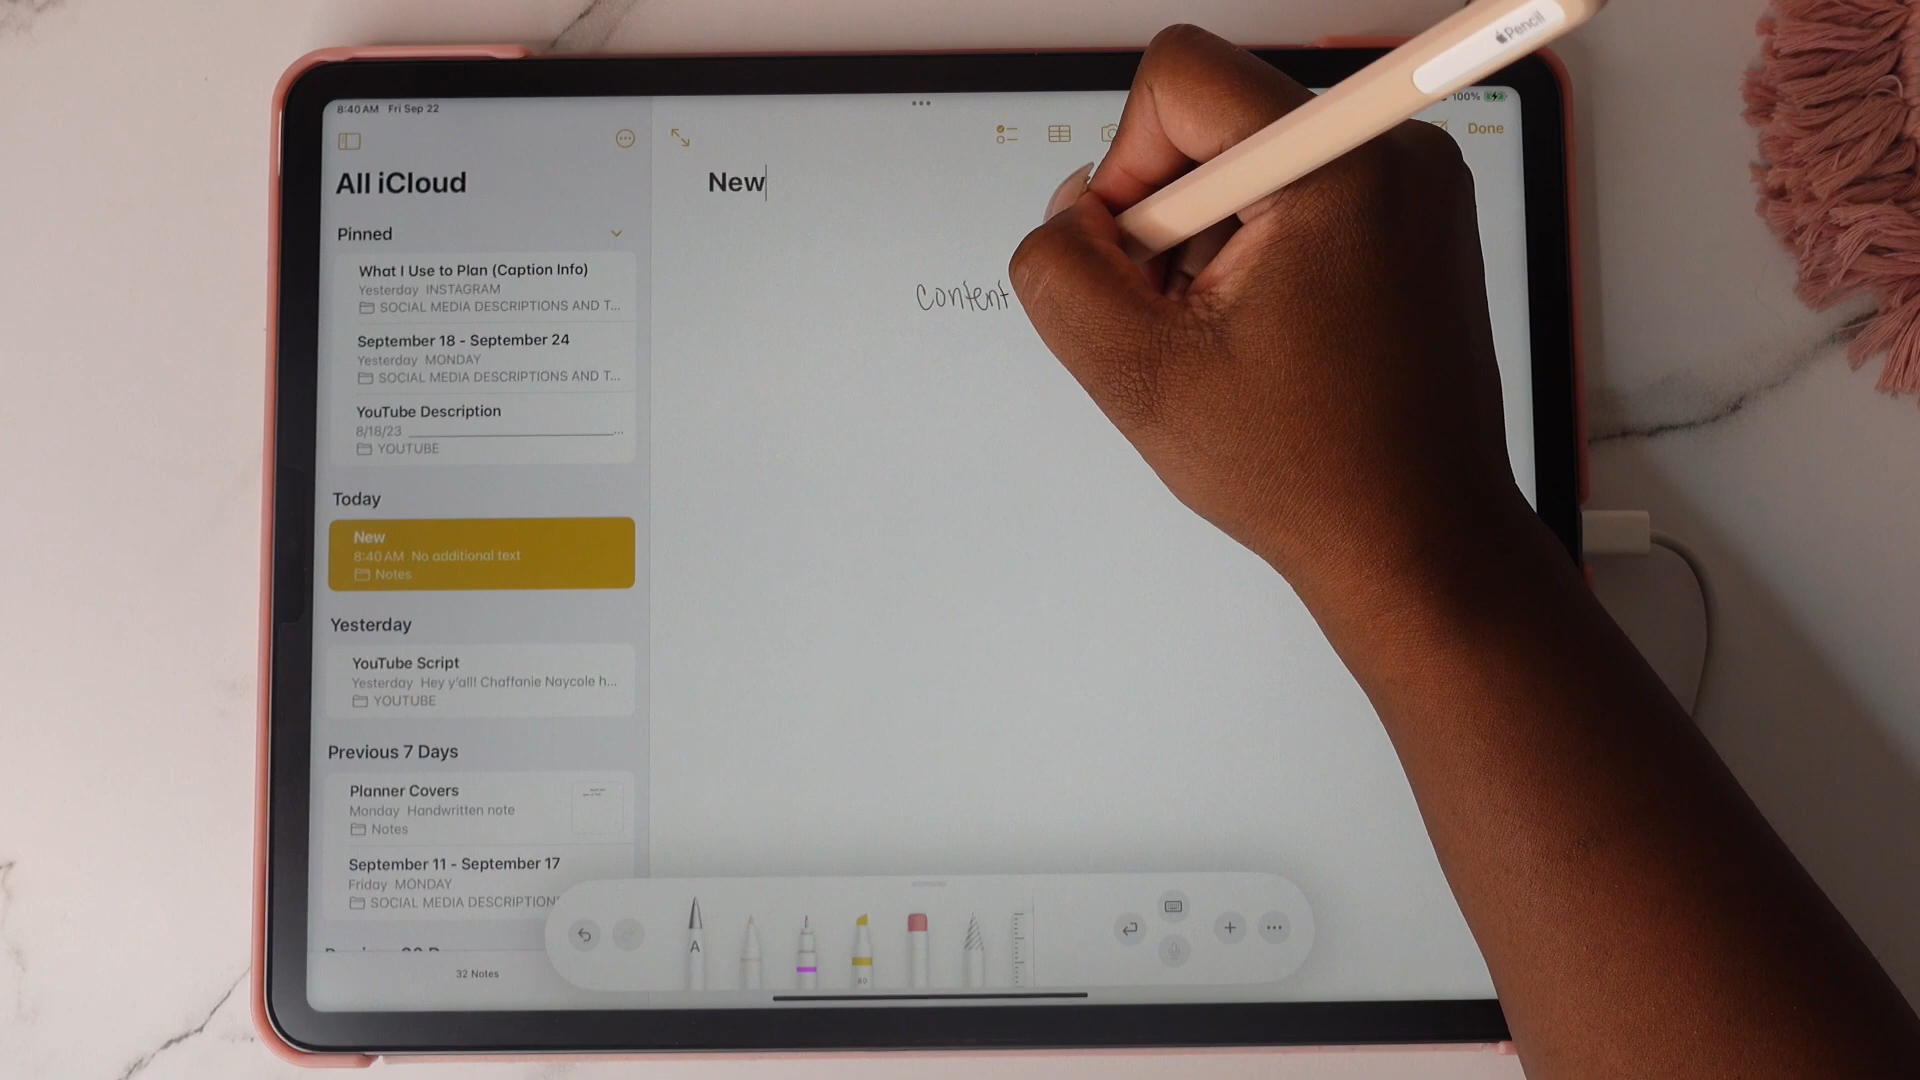 Pencil
8:40 AM Fri Sep 22
100%
Done
All iCloud
Pinned
What I Use to Plan (Caption Info)
Yesterday INSTAGRAM
SOCIAL MEDIA DESCRIPTIONS AND T...
September 18 - September 24
Yesterday MONDAY
SOCIAL MEDIA DESCRIPTIONS AND T...
YouTube Description
8/18/23 ______________________...
YOUTUBE
Today
New
8:40 AM No additional text
Notes
Yesterday
YouTube Script
Yesterday Hey y'all! Chaffanie Naycole h...
YOUTUBE
Previous 7 Days
Planner Covers
Monday Handwritten note
Notes
September 11 - September 17
Friday MONDAY
SOCIAL MEDIA DESCRIPTION
32 Notes
New
content
A
80